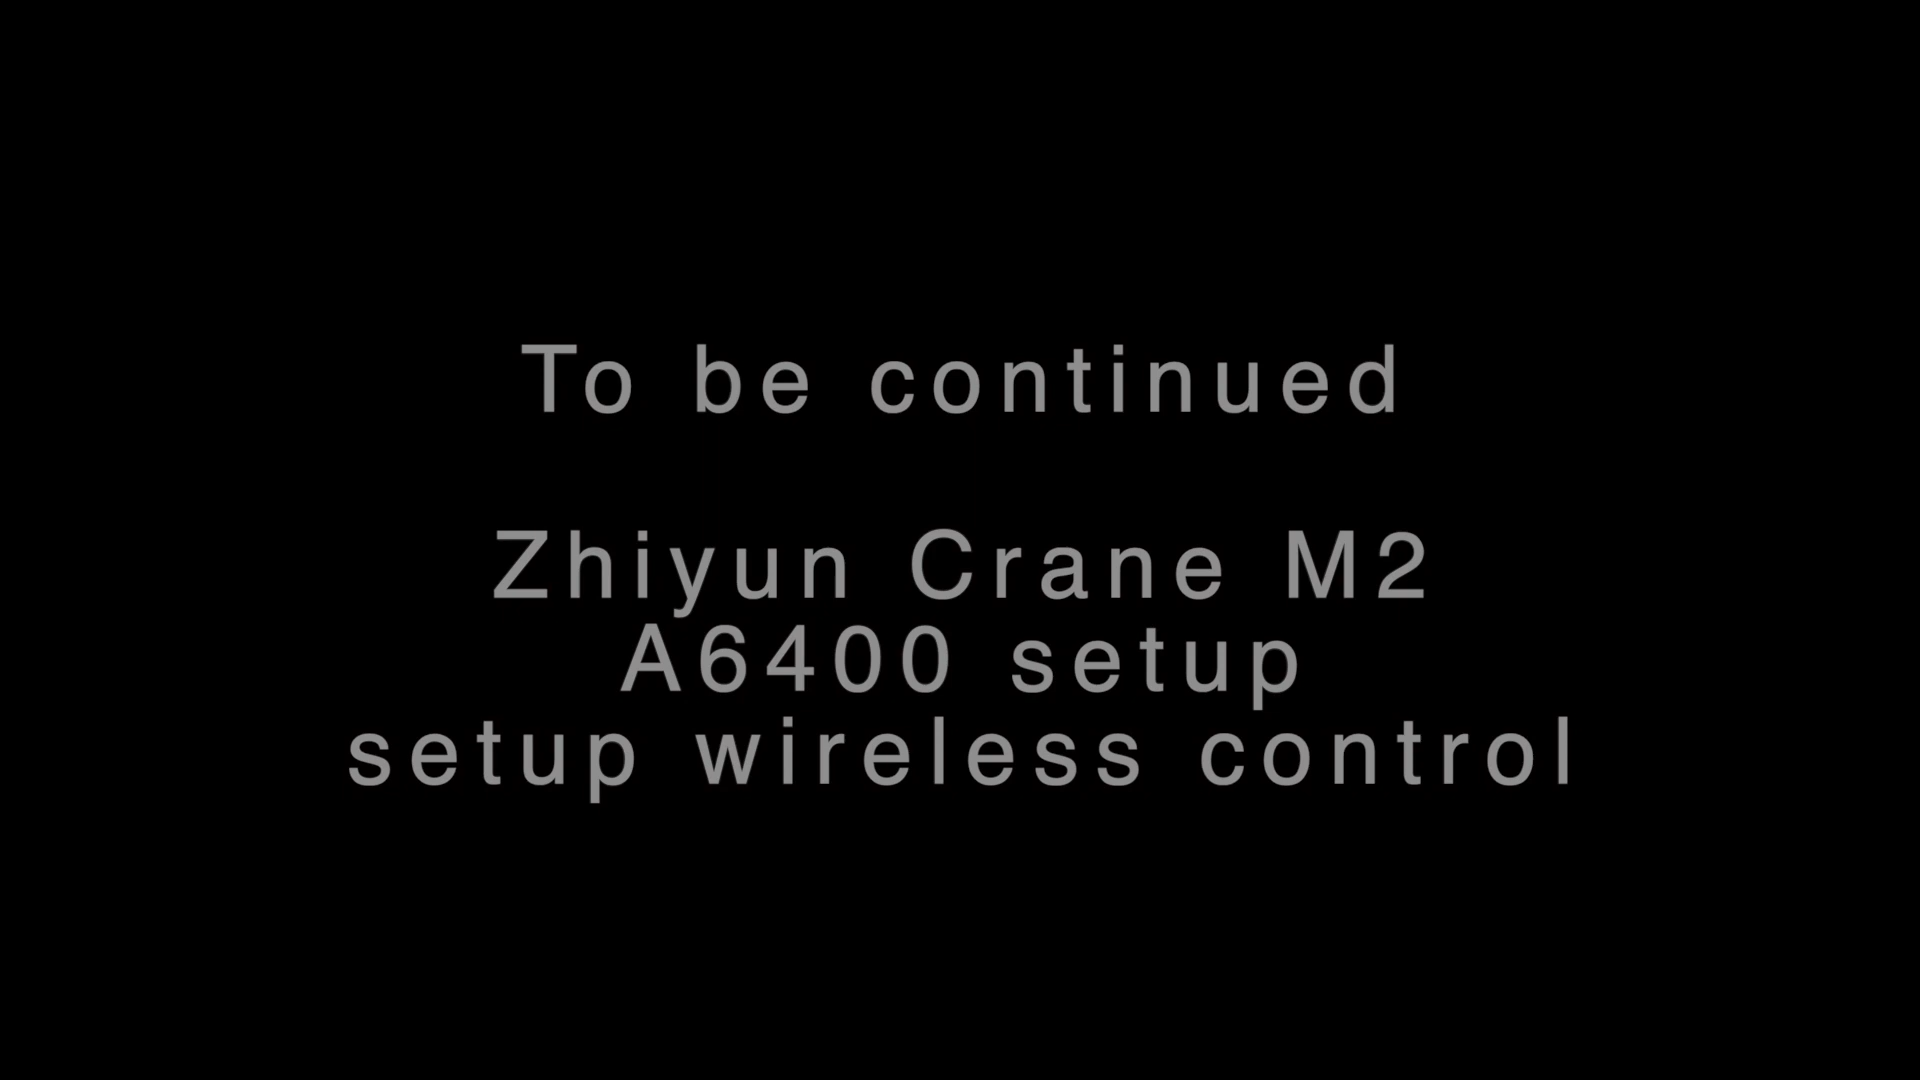 To be continued
Zhiyun Crane M2
A6400 setup
setup wireless control